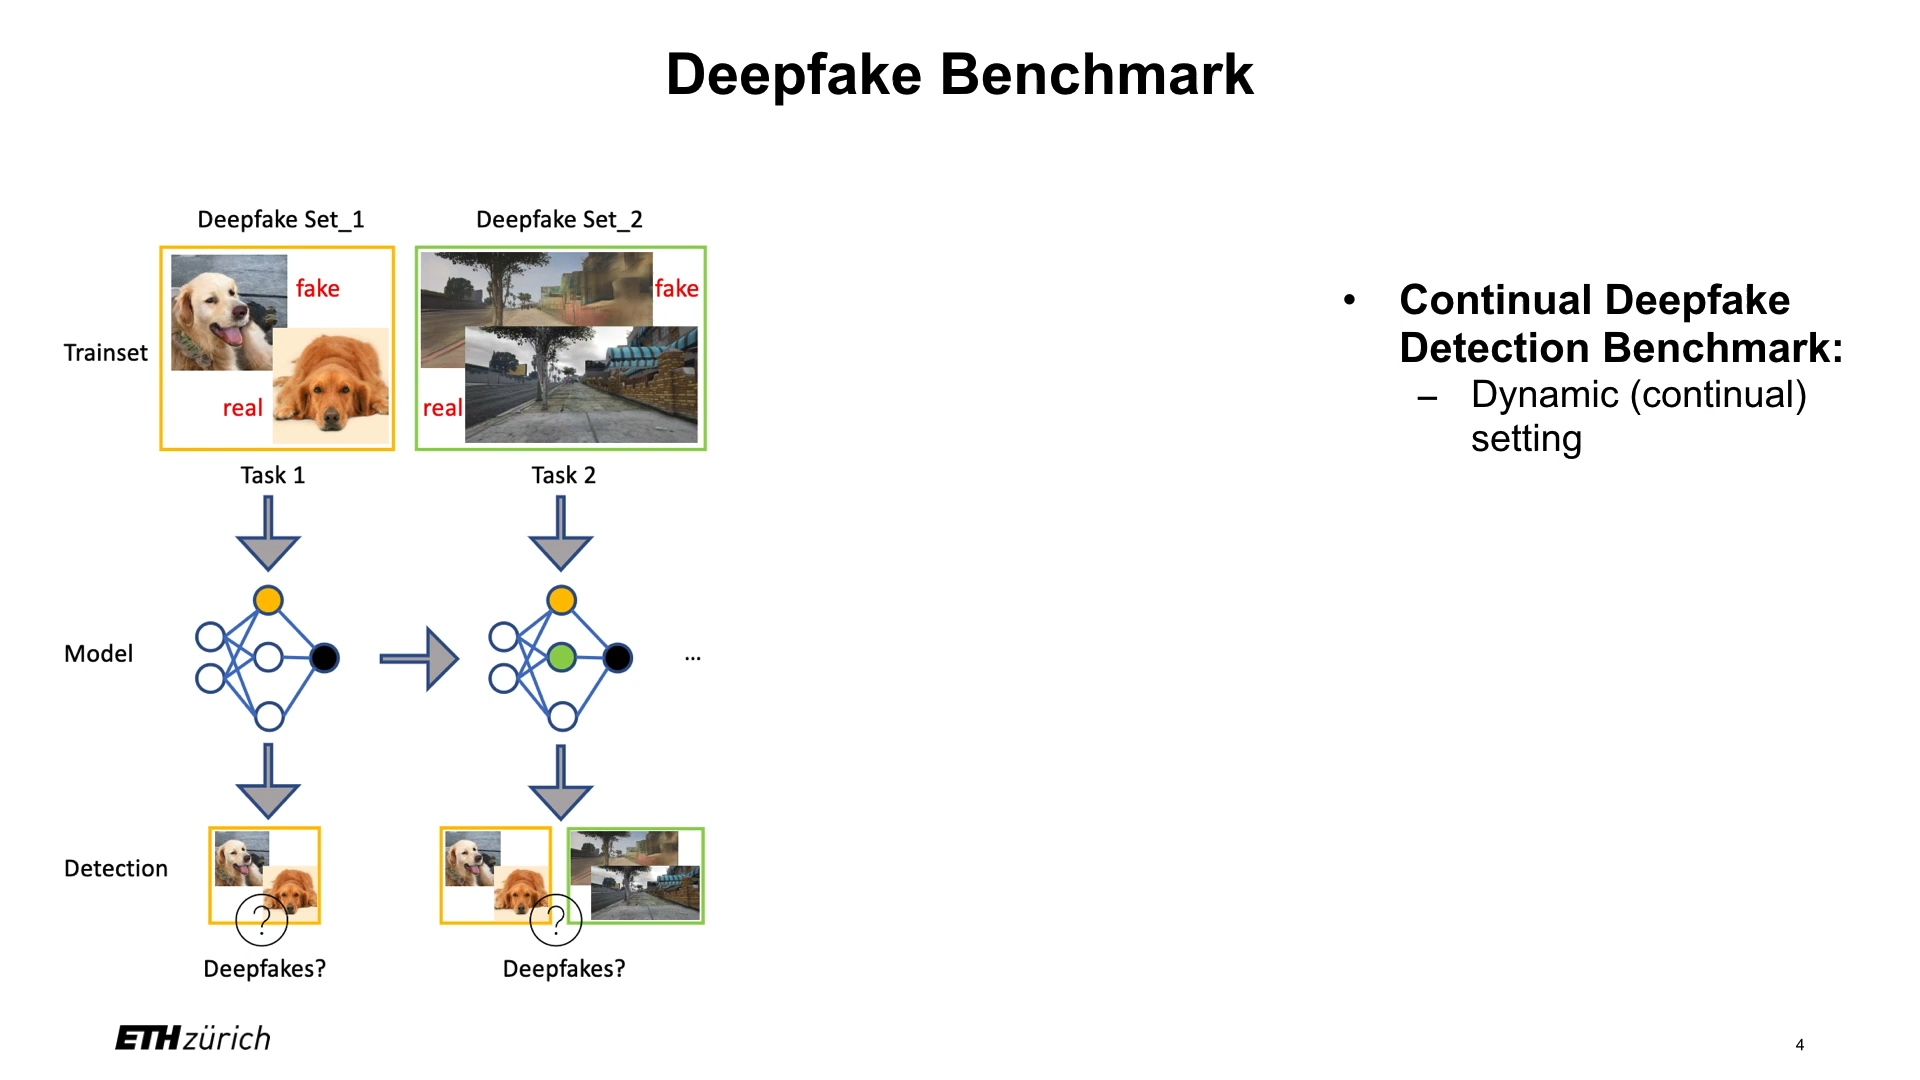 Deepfake Benchmark
Deepfake Set_1
Deepfake Set_2
Trainset
fake
real
fake
real
Task 1
Task 2
Model
...
Detection
?
?
Deepfakes?
Deepfakes?
• Continual Deepfake
Detection Benchmark:
– Dynamic (continual)
setting
ETH zürich
4